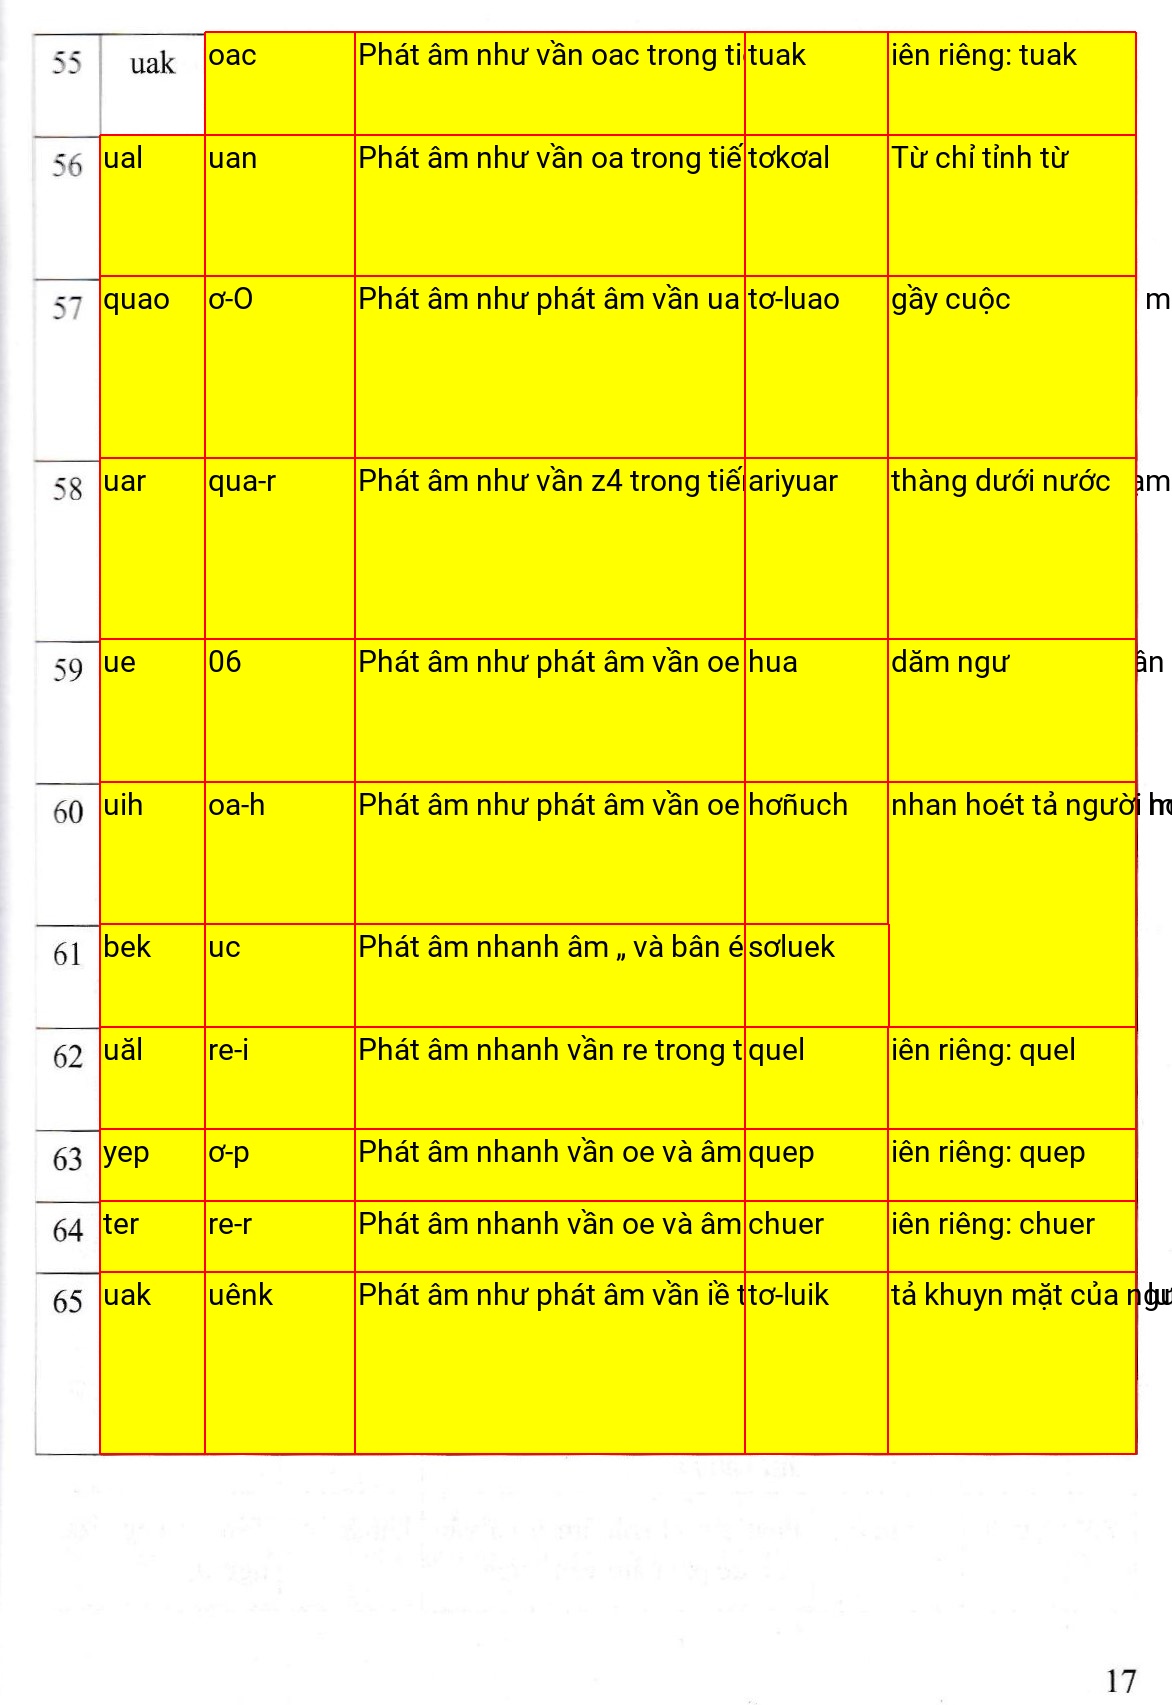 55 uak oac Phát âm như vần oac trong ti tuak iên riêng: tuak
56 ual uan Phát âm như vần oa trong tiế tơkơal Từ chỉ tỉnh từ
57 quao ơ-O Phát âm như phát âm vần ua tơ-luao gầy cuộc m
58 uar qua-r Phát âm như vần z4 trong tiế ariyuar thàng dưới nước ạm
59 ue 06 Phát âm như phát âm vần oe hua dăm ngư ân
60 uih oa-h Phát âm như phát âm vần oe hơñuch nhan hoét tả người
61 bek uc Phát âm nhanh âm „ và bân é sơluek
62 uăl re-i Phát âm nhanh vần re trong t quel iên riêng: quel
63 yep ơ-p Phát âm nhanh vần oe và âm quep iên riêng: quep
64 ter re-r Phát âm nhanh vần oe và âm chuer iên riêng: chuer
65 uak uênk Phát âm như phát âm vần iề t tơ-luik tả khuyn mặt của
17